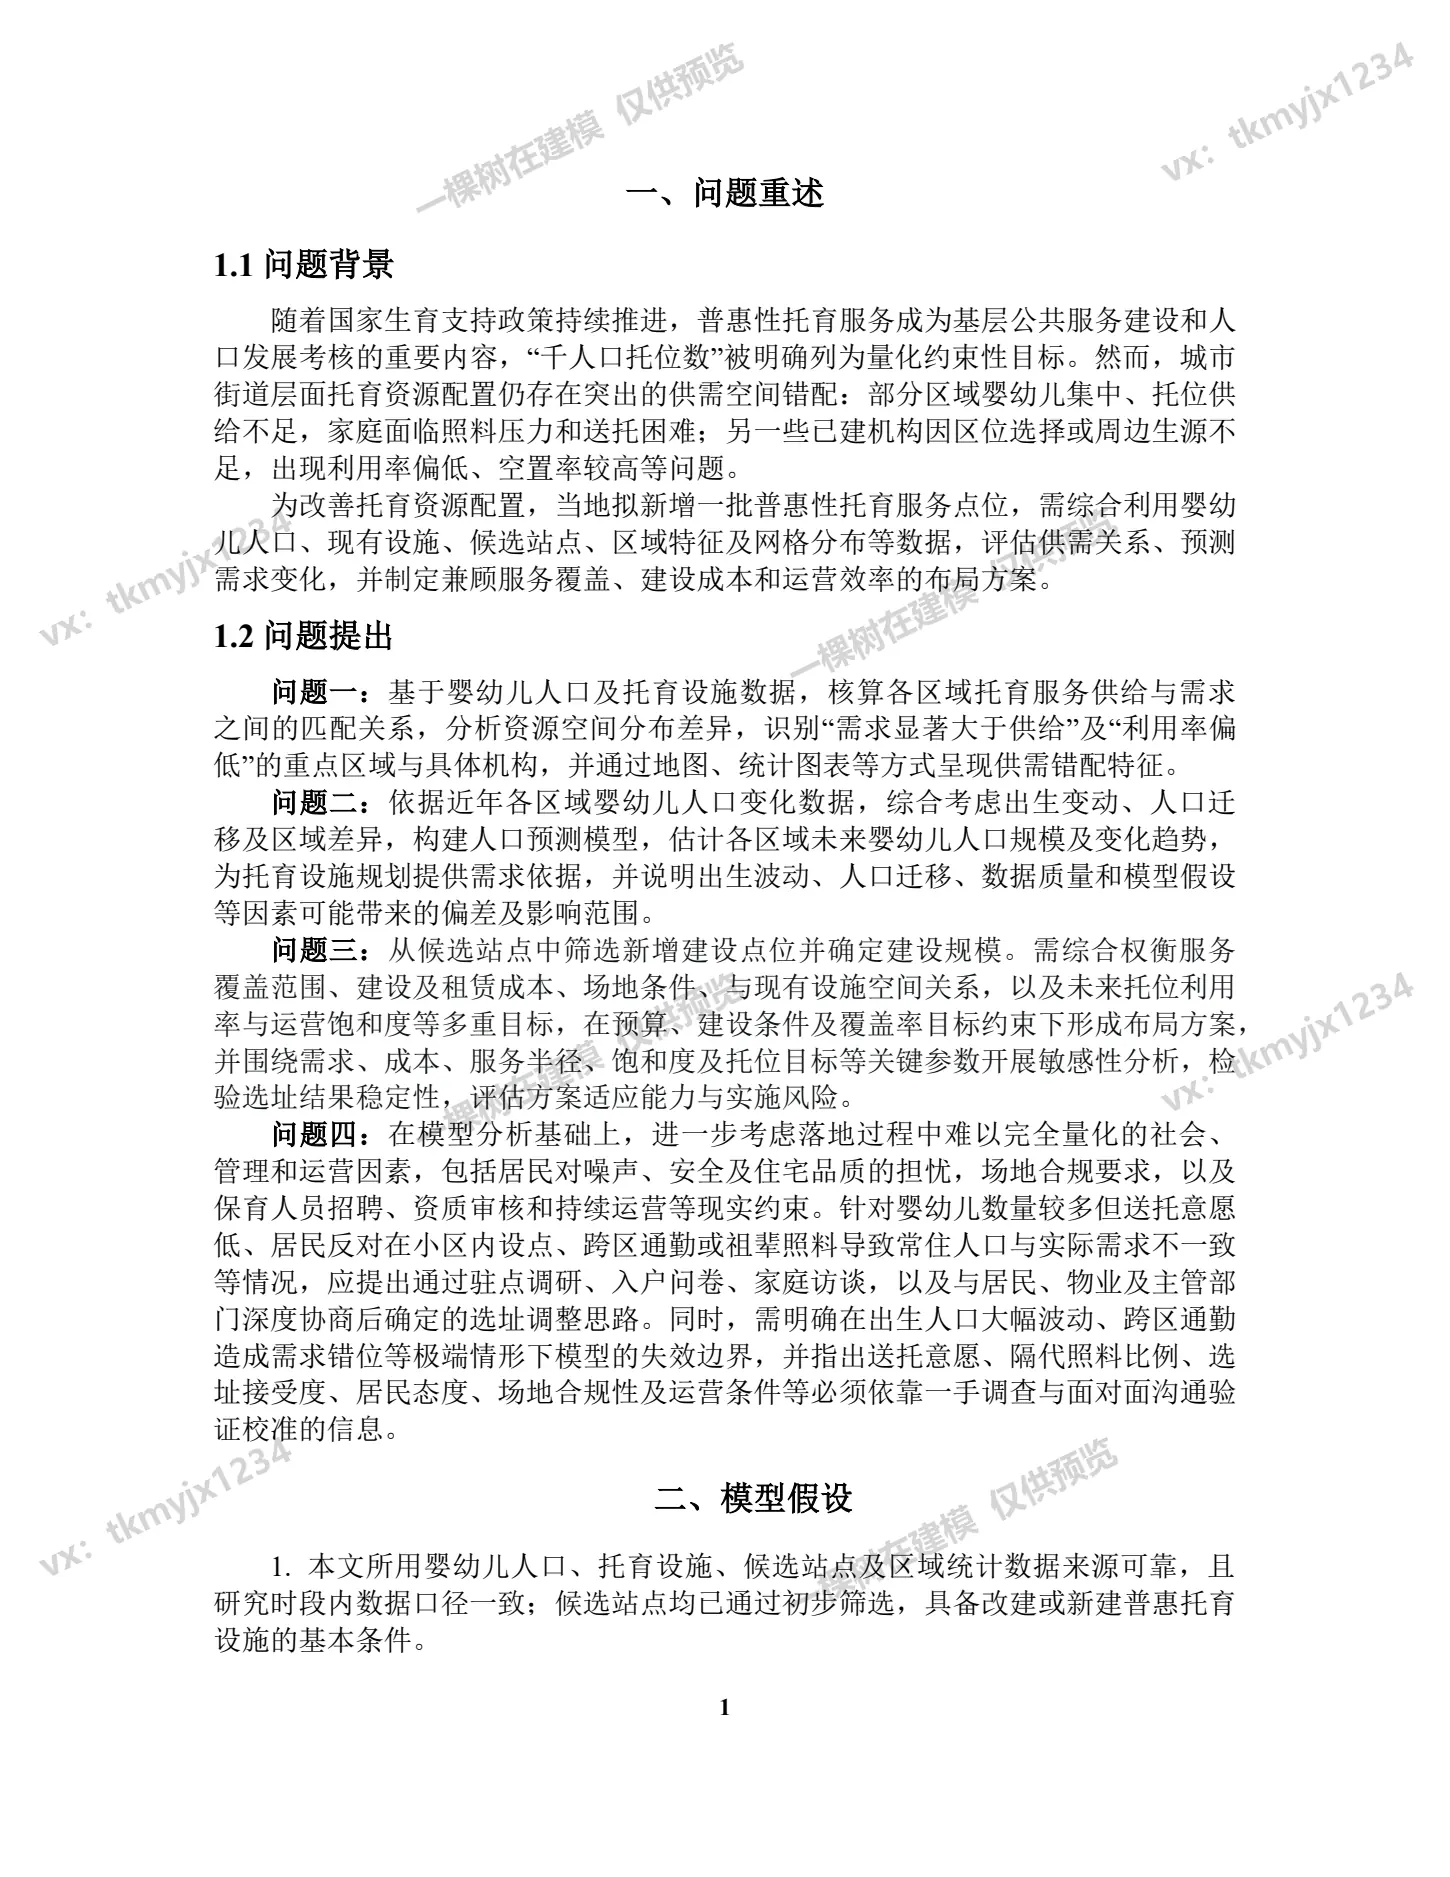 一、问题重述
1.1 问题背景
随着国家生育支持政策持续推进，普惠性托育服务成为基层公共服务建设和人
口发展考核的重要内容，“千人口托位数”被明确列为量化约束性目标。然而，城市
街道层面托育资源配置仍存在突出的供需空间错配：部分区域婴幼儿集中、托位供
给不足，家庭面临照料压力和送托困难；另一些已建机构因区位选择或周边生源不
足，出现利用率偏低、空置率较高等问题。
为改善托育资源配置，当地拟新增一批普惠性托育服务点位，需综合利用婴幼
儿人口、现有设施、候选站点、区域特征及网格分布等数据，评估供需关系、预测
需求变化，并制定兼顾服务覆盖、建设成本和运营效率的布局方案。
1.2 问题提出
问题一：基于婴幼儿人口及托育设施数据，核算各区域托育服务供给与需求
之间的匹配关系，分析资源空间分布差异，识别“需求显著大于供给”及“利用率偏
低”的重点区域与具体机构，并通过地图、统计图表等方式呈现供需错配特征。
问题二：依据近年各区域婴幼儿人口变化数据，综合考虑出生变动、人口迁
移及区域差异，构建人口预测模型，估计各区域未来婴幼儿人口规模及变化趋势，
为托育设施规划提供需求依据，并说明出生波动、人口迁移、数据质量和模型假设
等因素可能带来的偏差及影响范围。
问题三：从候选站点中筛选新增建设点位并确定建设规模。需综合权衡服务
覆盖范围、建设及租赁成本、场地条件、与现有设施空间关系，以及未来托位利用
率与运营饱和度等多重目标，在预算、建设条件及覆盖率目标约束下形成布局方案，
并围绕需求、成本、服务半径、饱和度及托位目标等关键参数开展敏感性分析，检
验选址结果稳定性，评估方案适应能力与实施风险。
问题四：在模型分析基础上，进一步考虑落地过程中难以完全量化的社会、
管理和运营因素，包括居民对噪声、安全及住宅品质的担忧，场地合规要求，以及
保育人员招聘、资质审核和持续运营等现实约束。针对婴幼儿数量较多但送托意愿
低、居民反对在小区内设点、跨区通勤或祖辈照料导致常住人口与实际需求不一致
等情况，应提出通过驻点调研、入户问卷、家庭访谈，以及与居民、物业及主管部
门深度协商后确定的选址调整思路。同时，需明确在出生人口大幅波动、跨区通勤
造成需求错位等极端情形下模型的失效边界，并指出送托意愿、隔代照料比例、选
址接受度、居民态度、场地合规性及运营条件等必须依靠一手调查与面对面沟通验
证校准的信息。
二、模型假设
1. 本文所用婴幼儿人口、托育设施、候选站点及区域统计数据来源可靠，且
研究时段内数据口径一致；候选站点均已通过初步筛选，具备改建或新建普惠托育
设施的基本条件。
1
一棵树在建模 仅供预览
vx: tkmyjx1234
vx: tkmyjx1234
一棵树在建模 仅供预览
一棵树在建模 仅供预览
vx: tkmyjx1234
vx: tkmyjx1234
一棵树在建模 仅供预览